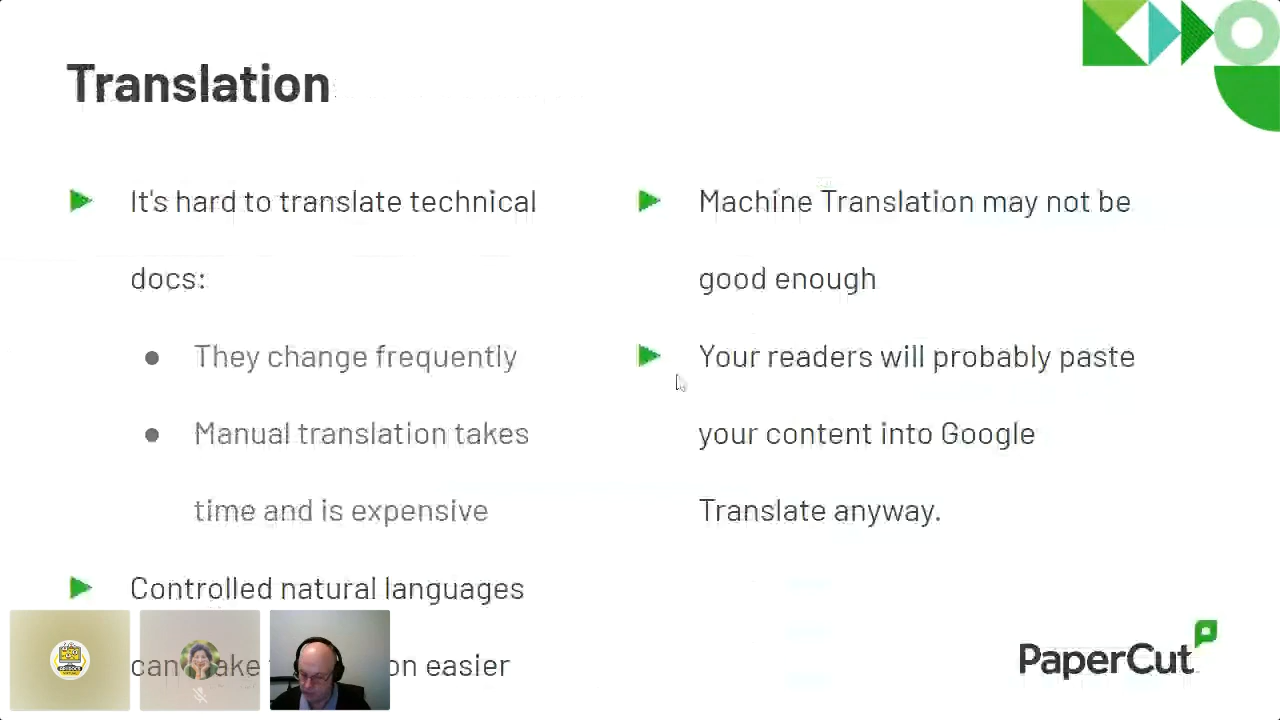 Translation
It's hard to translate technical
docs:
They change frequently
Manual translation takes
time and is expensive
Controlled natural languages
can
on easier
Machine Translation may not be
good enough
Your readers will probably paste
your content into Google
Translate anyway.
PaperCut